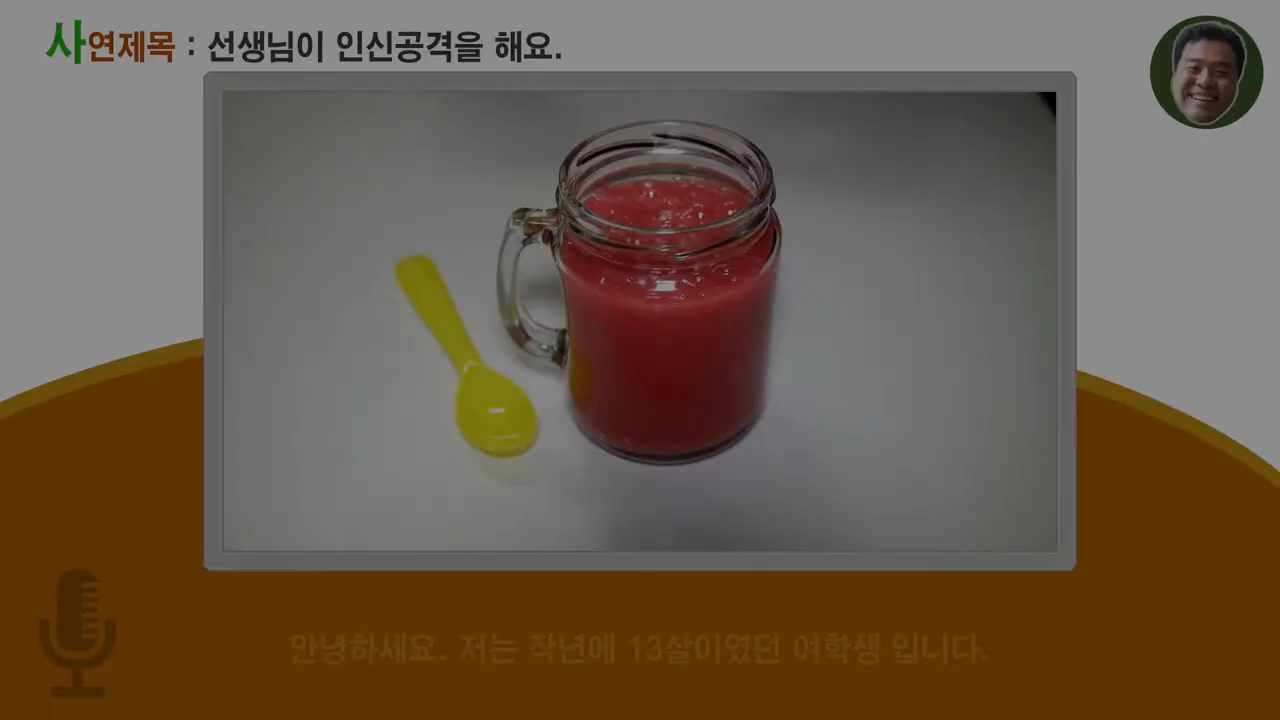 사연제목 : 선생님이 인신공격을 해요.
안녕하세요. 저는 작년에 13살이였던 여학생 입니다.